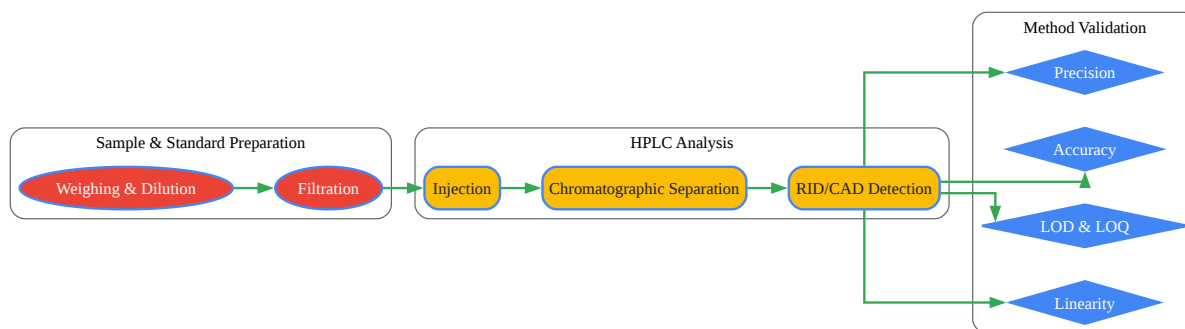 Sample & Standard Preparation
Weighing & Dilution
Filtration
HPLC Analysis
Injection
Chromatographic Separation
RID/CAD Detection
Method Validation
Precision
Accuracy
LOD & LOQ
Linearity